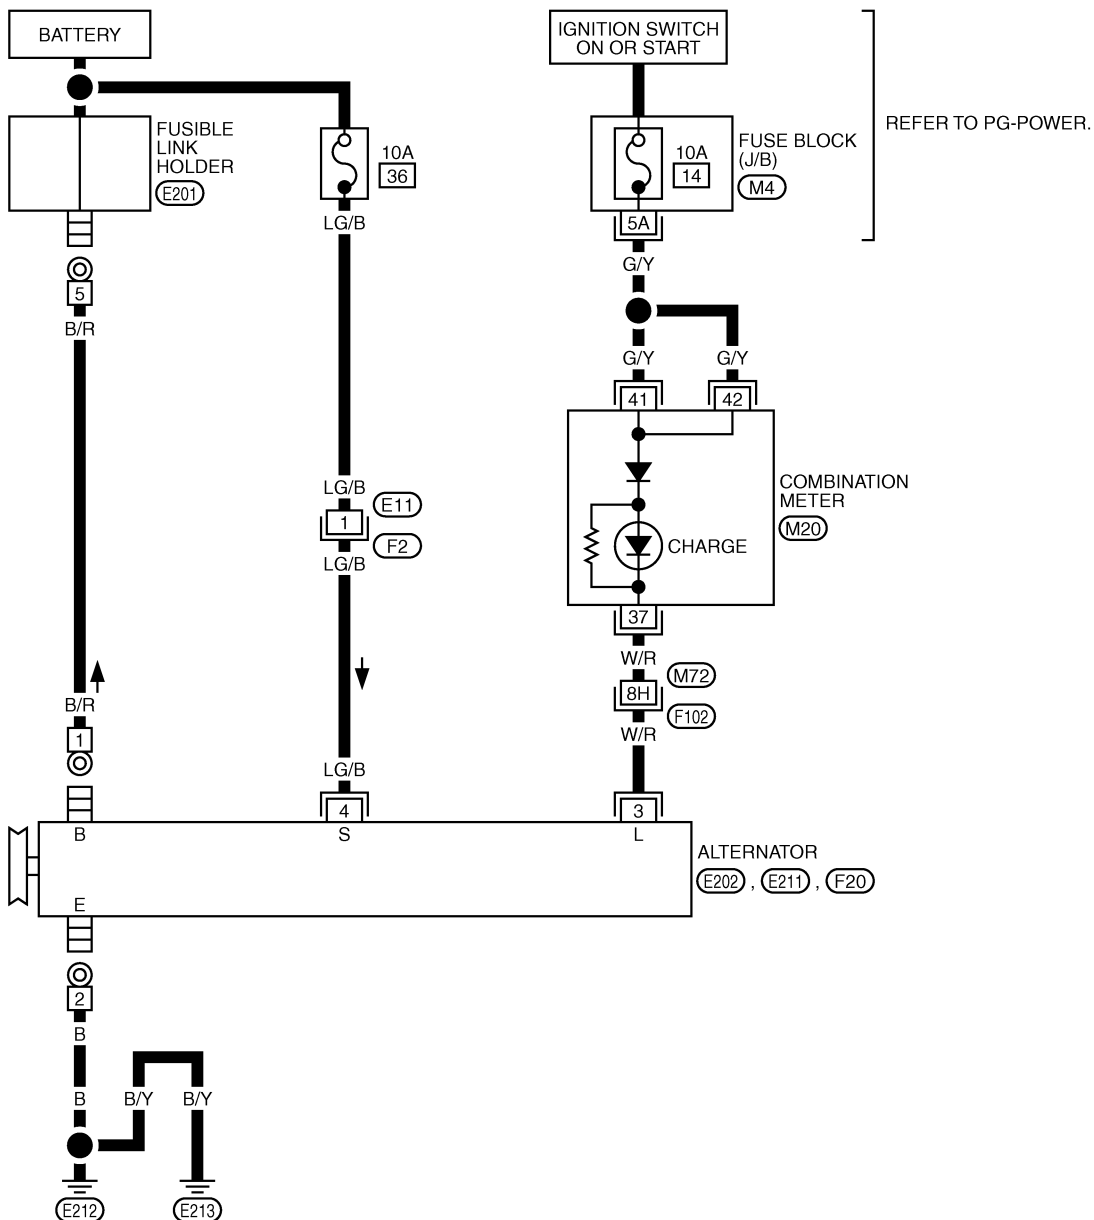 BATTERY
IGNITION SWITCH
ON OR START
REFER TO PG-POWER.
FUSIBLE
LINK
HOLDER
E201
10A
36
FUSE BLOCK
(J/B)
M4
10A
14
LG/B
5A
G/Y
5
B/R
G/Y
G/Y
41
42
COMBINATION
METER
M20
CHARGE
LG/B
E11
1
F2
LG/B
37
W/R
M72
8H
F102
W/R
B/R
1
LG/B
4
3
B
S
L
ALTERNATOR
E202 , E211 , F20
E
2
B
B
B/Y
B/Y
E212
E213